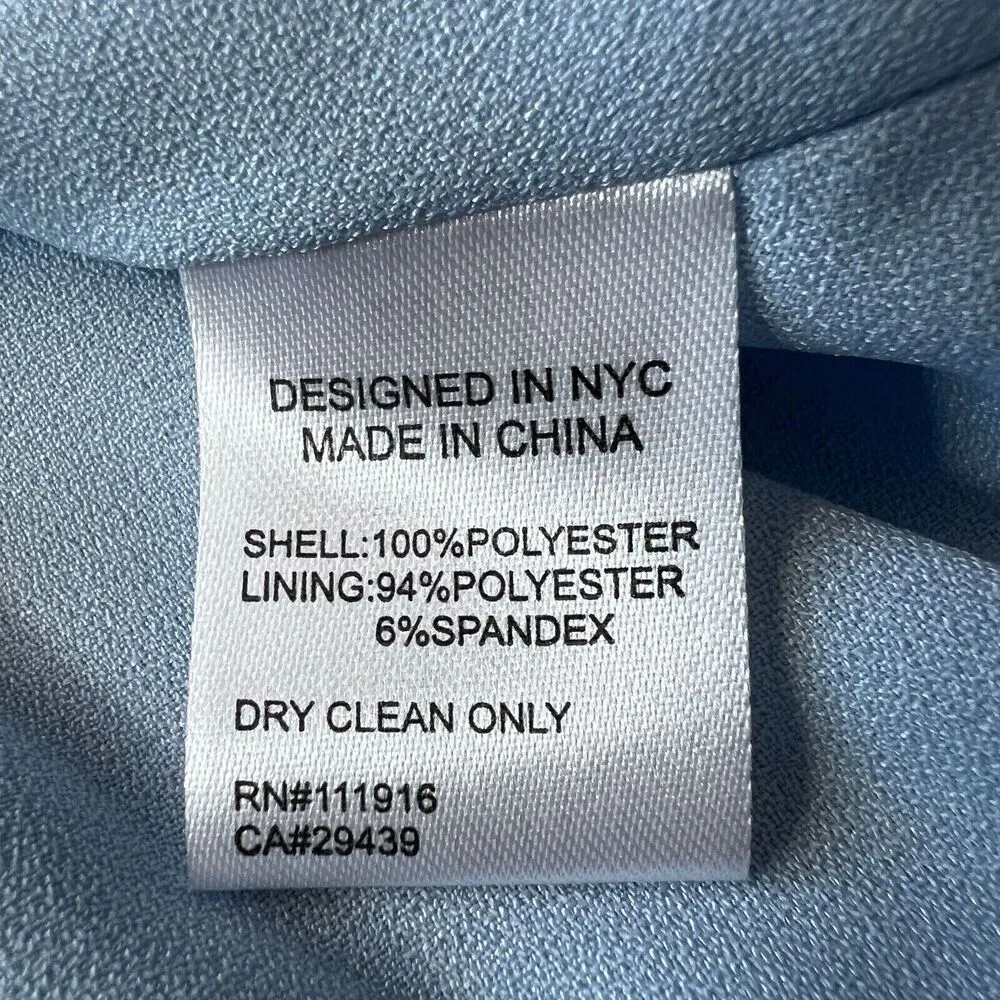 DESIGNED IN NYC
MADE IN CHINA
SHELL:100%POLYESTER
LINING:94%POLYESTER
6%SPANDEX
DRY CLEAN ONLY
RN#111916
CA#29439